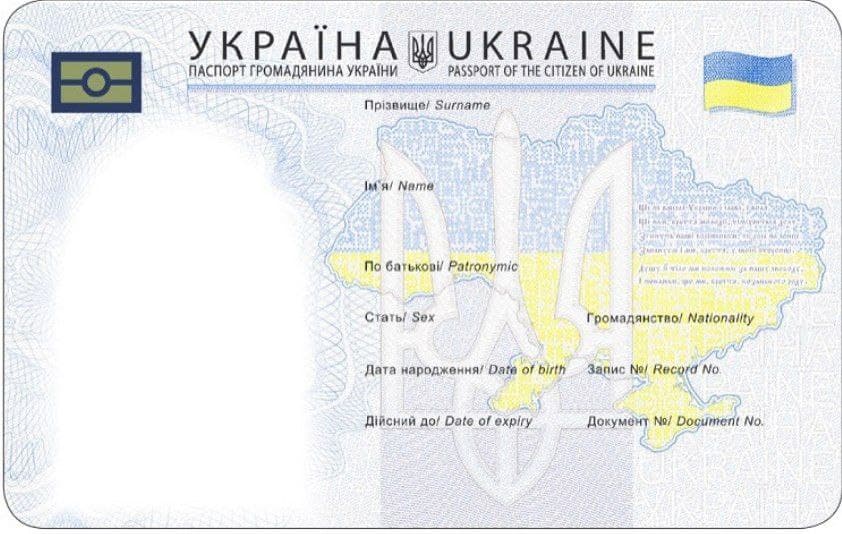 УКРАЇНА UKRAINE
ПАСПОРТ ГРОМАДЯНИНА УКРАЇНИ PASSPORT OF THE CITIZEN OF UKRAINE
Прізвище/ Surname
Ім'я/ Name
По батькові/ Patronymic
Стать/ Sex Громадянство/ Nationality
Дата народження/ Date of birth Запис №/ Record No.
Дійсний до/ Date of expiry Документ №/ Document No.